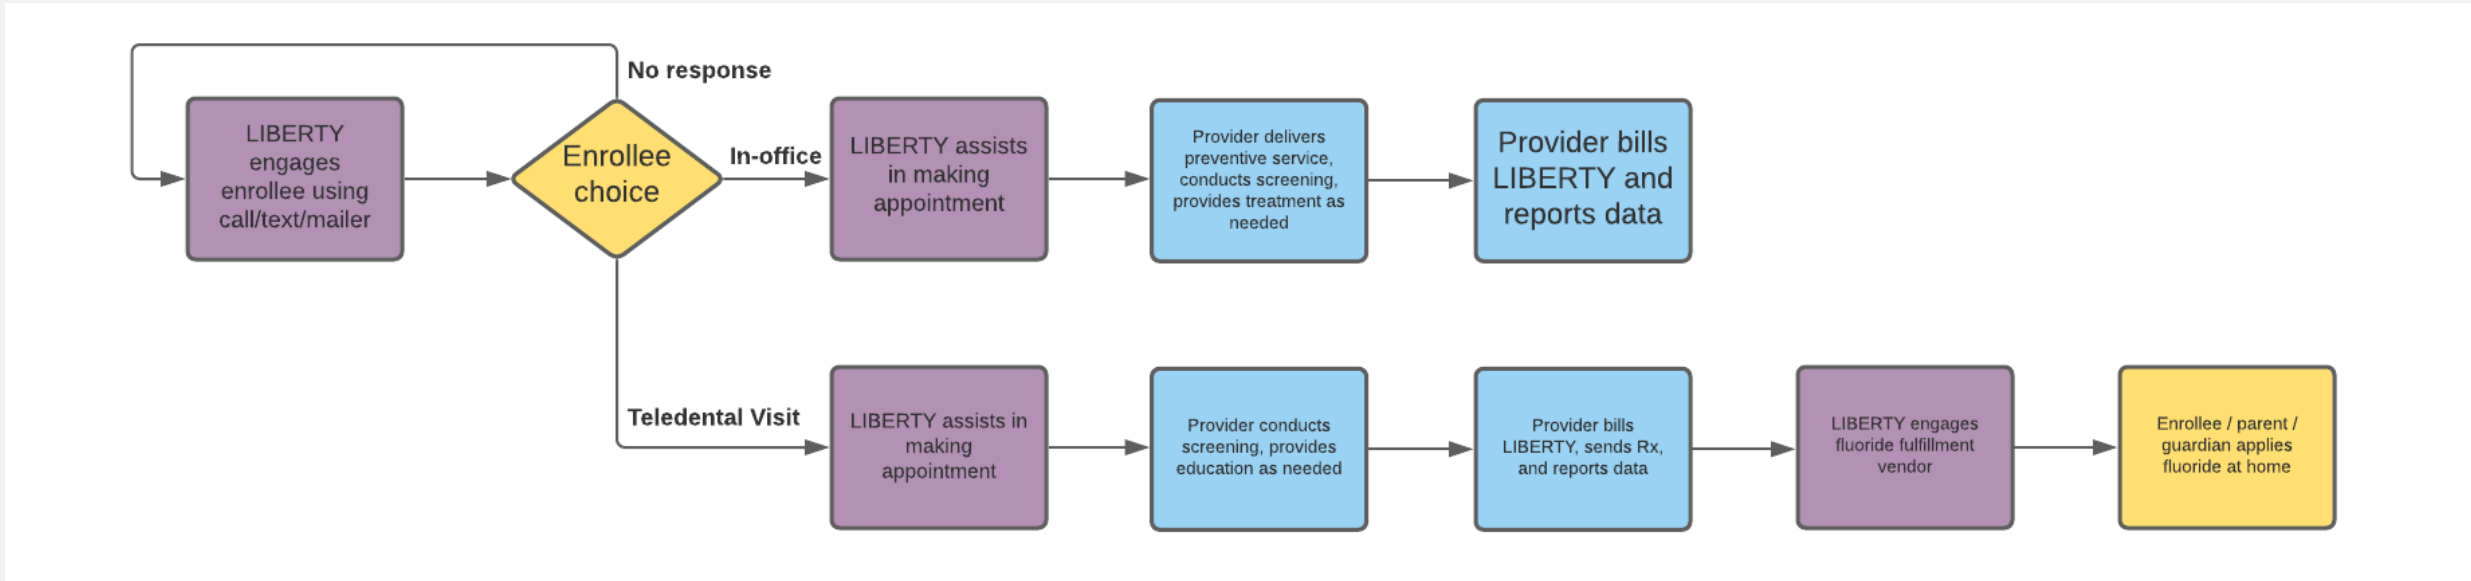 No response
LIBERTY
engages
enrollee using
call/text/mailer
Enrollee
choice
In-office
LIBERTY assists
in making
appointment
Provider delivers
preventive service,
conducts screening,
provides treatment as
needed
Provider bills
LIBERTY and
reports data
Teledental Visit
LIBERTY assists in
making
appointment
Provider conducts
screening, provides
education as needed
Provider bills
LIBERTY, sends Rx,
and reports data
LIBERTY engages
fluoride fulfillment
vendor
Enrollee / parent /
guardian applies
fluoride at home